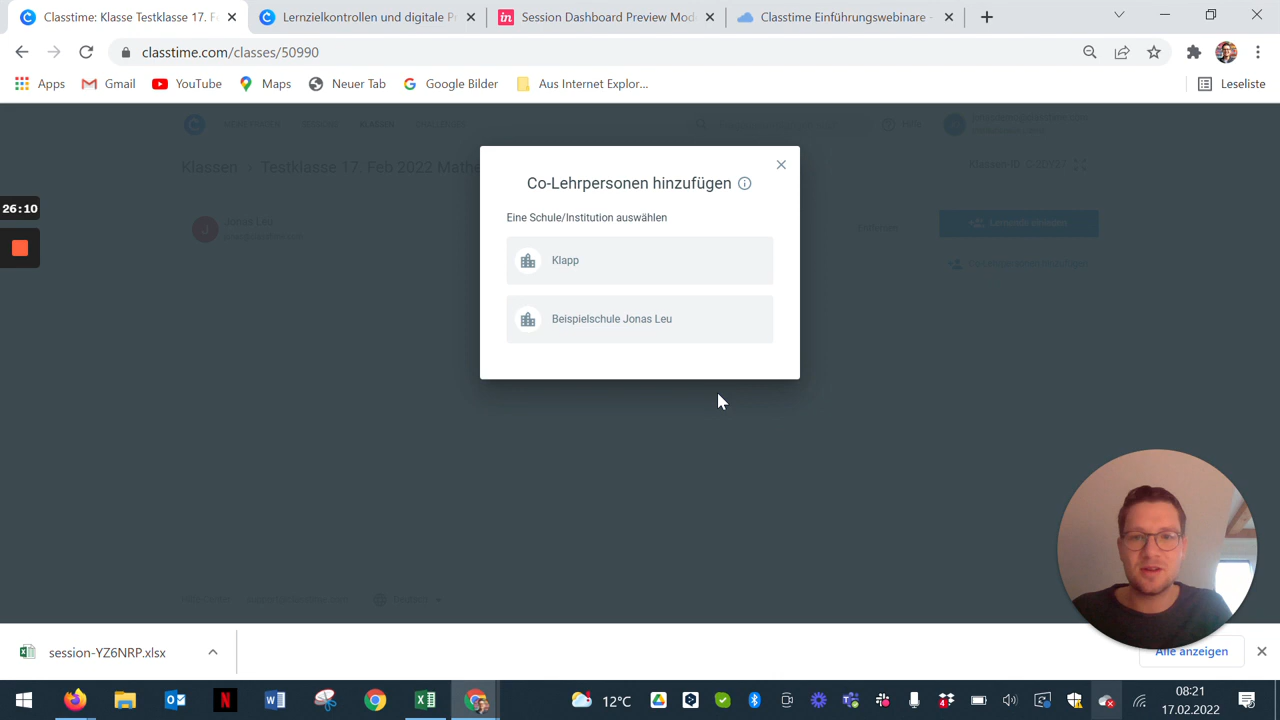 Classtime: Klasse Testklasse 17. F
Lernzielkontrollen und digitale P
in
Session Dashboard Preview Mod
Classtime Einführungswebinare -
classtime.com/classes/50990
Apps
Gmail
YouTube
Maps
Neuer Tab
Google Bilder
Aus Internet Explor...
Leseliste
Klassen
Testklasse 17. Feb 2022 Mathe
Co-Lehrpersonen hinzufügen
Eine Schule/Institution auswählen
Klapp
Beispielschule Jonas Leu
J
Jonas Leu
26:10
session-YZ6NRP.xlsx
Alle anzeigen
12°C
08:21
17.02.2022